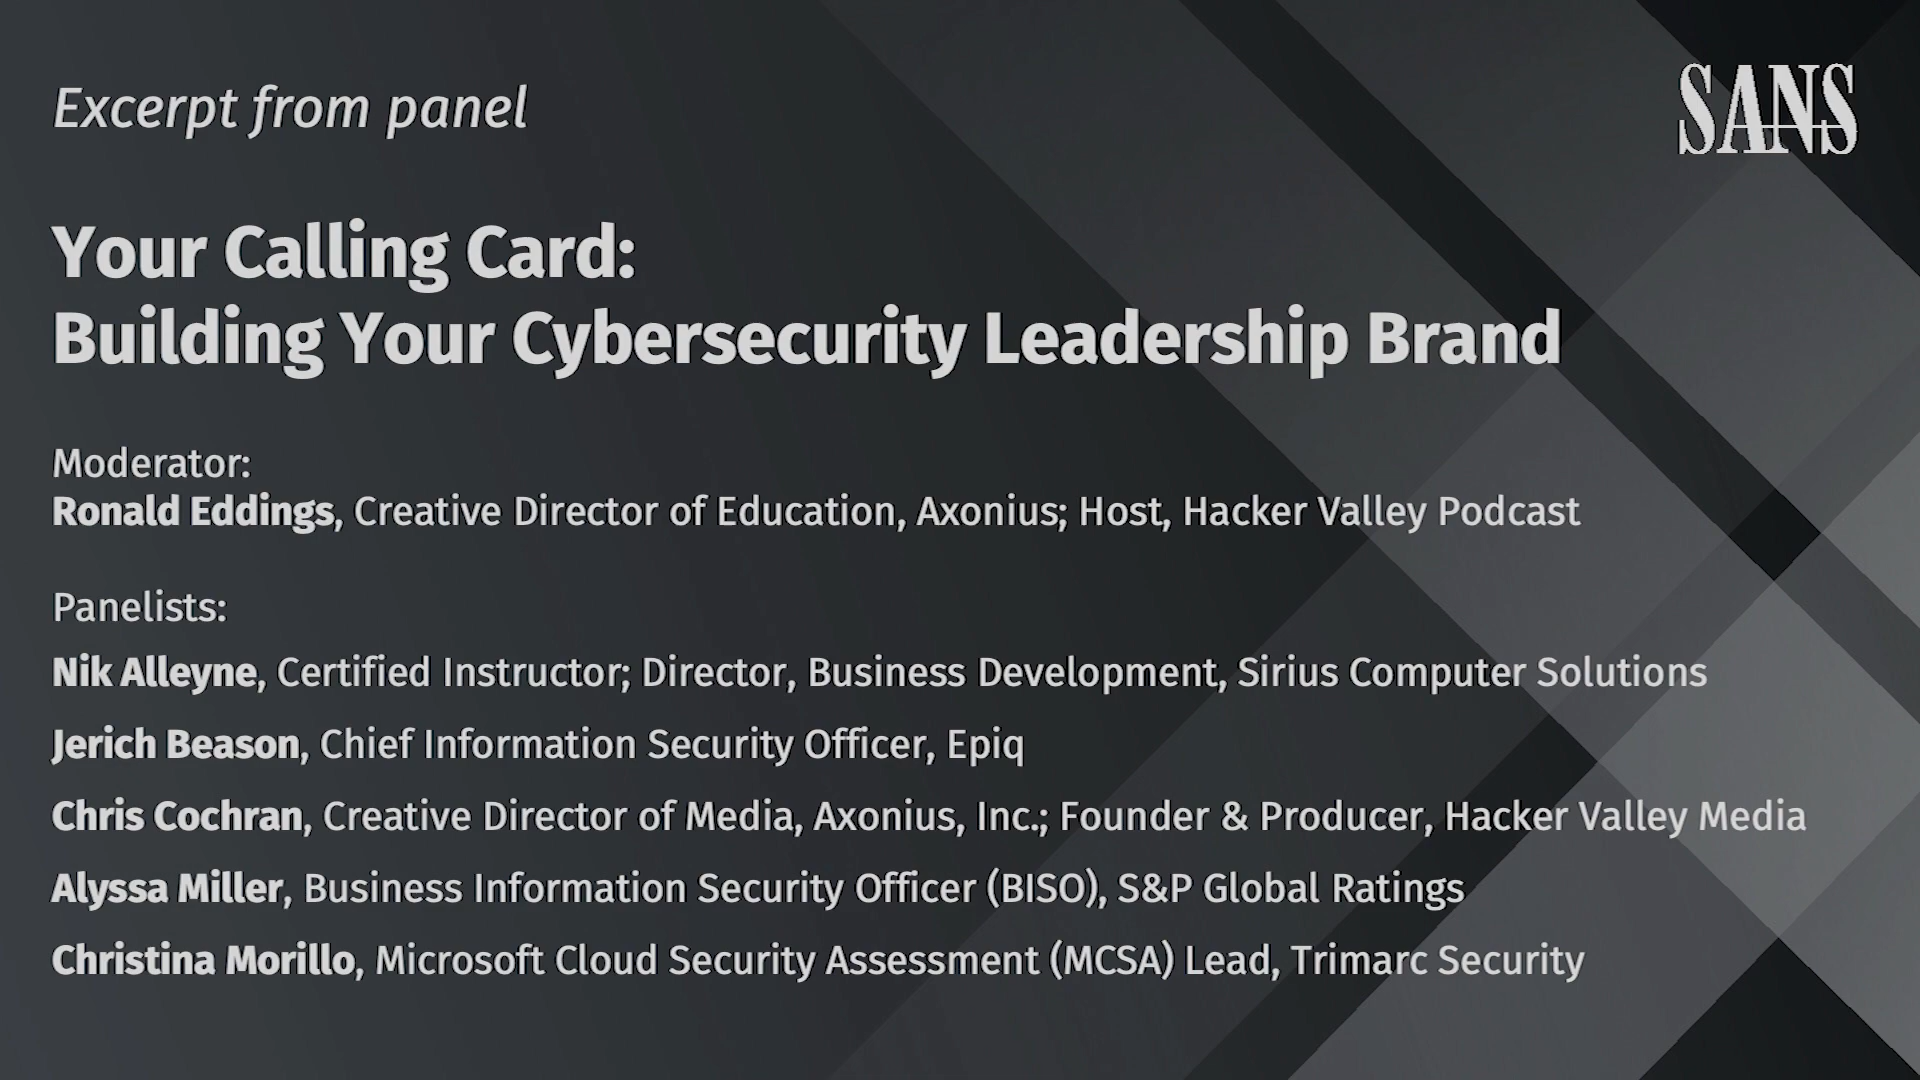 Excerpt from panel
SANS
Your Calling Card:
Building Your Cybersecurity Leadership Brand
Moderator:
Ronald Eddings, Creative Director of Education, Axonius; Host, Hacker Valley Podcast
Panelists:
Nik Alleyne, Certified Instructor; Director, Business Development, Sirius Computer Solutions
Jerich Beason, Chief Information Security Officer, Epiq
Chris Cochran, Creative Director of Media, Axonius, Inc.; Founder & Producer, Hacker Valley Media
Alyssa Miller, Business Information Security Officer (BISO), S&P Global Ratings
Christina Morillo, Microsoft Cloud Security Assessment (MCSA) Lead, Trimarc Security